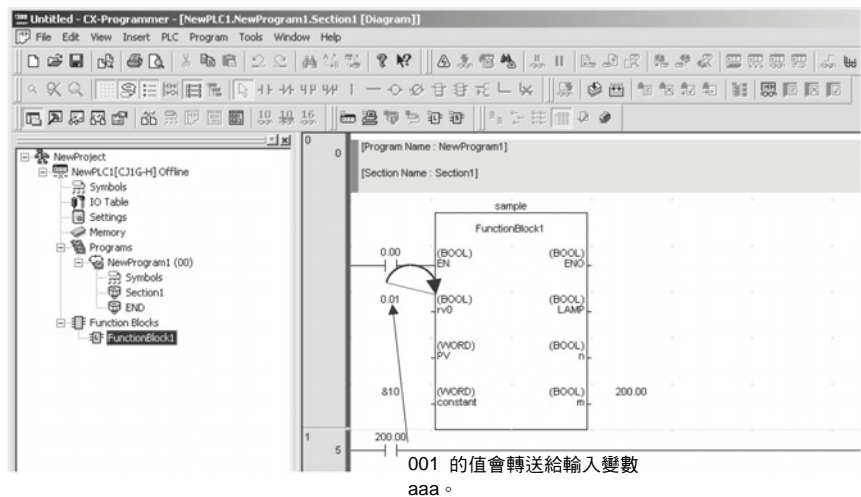 Untitled - CX-Programmer - [NewPLC1.NewProgram1.Section1 [Diagram]]
File Edit View Insert PLC Program Tools Window Help
NewProject
NewPLC1[CJ1G-H] Offline
Symbols
IO Table
Settings
Memory
Programs
NewProgram1 (00)
Symbols
Section1
END
Function Blocks
FunctionBlock1
0
0
[Program Name : NewProgram1]
[Section Name : Section1]
sample
FunctionBlock1
0.00
(BOOL)
EN
(BOOL)
ENO
0.01
(BOOL)
rv0
(BOOL)
LAMP
(WORD)
PV
(BOOL)
n
&10
(WORD)
constant
(BOOL)
m
200.00
1
5
200.00
001 的值會轉送給輸入變數
aaa。